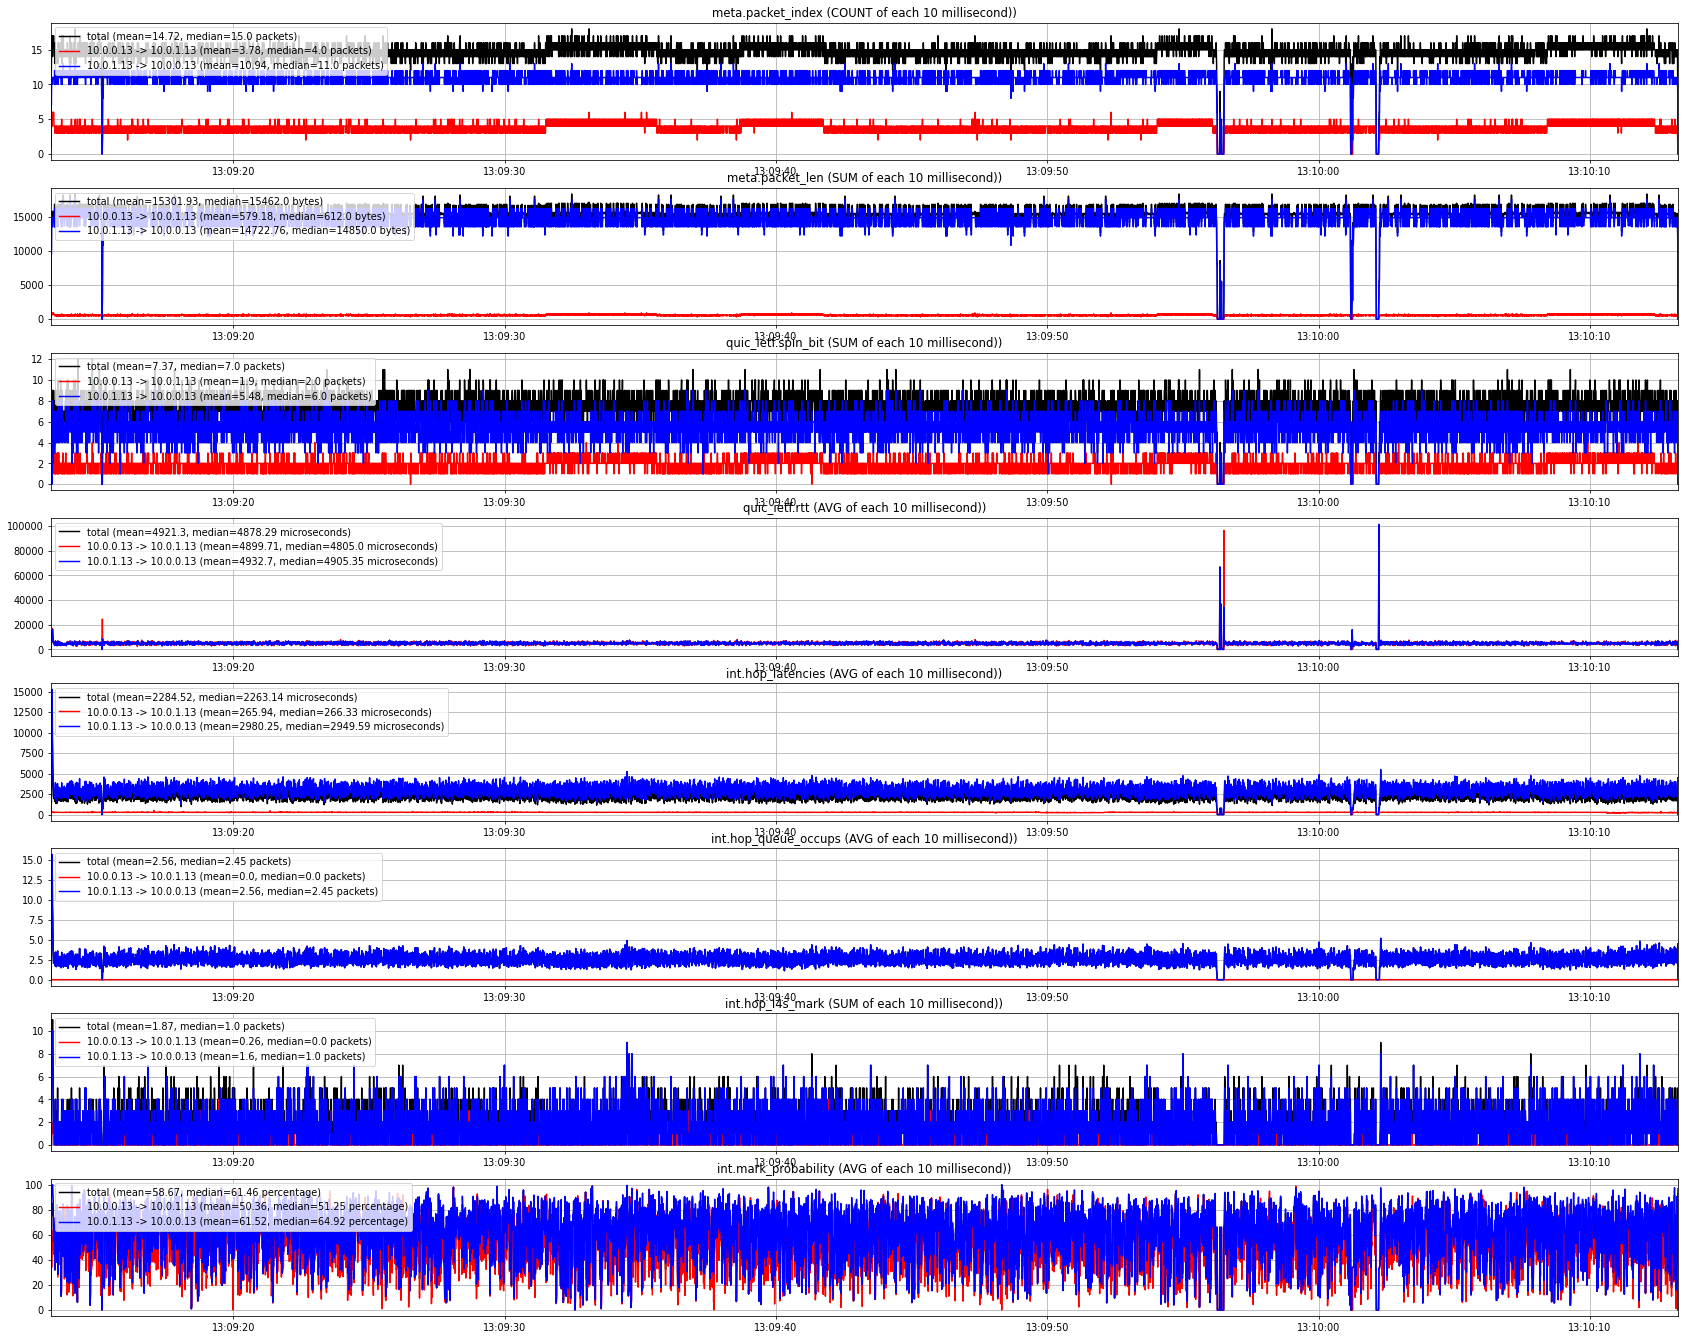 meta.packet_index (COUNT of each 10 millisecond))
total (mean=14.72, median=15.0 packets)
10.0.0.13 -> 10.0.1.13 (mean=3.78, median=4.0 packets)
10.0.1.13 -> 10.0.0.13 (mean=10.94, median=11.0 packets)
15
10
5
0
13:09:20 13:09:30 13:09:40 13:09:50 13:10:00 13:10:10
meta.packet_len (SUM of each 10 millisecond))
total (mean=15301.93, median=15462.0 bytes)
10.0.0.13 -> 10.0.1.13 (mean=579.18, median=612.0 bytes)
10.0.1.13 -> 10.0.0.13 (mean=14722.76, median=14850.0 bytes)
15000
10000
5000
0
13:09:20 13:09:30 13:09:40 13:09:50 13:10:00 13:10:10
quic_ietf.spin_bit (SUM of each 10 millisecond))
total (mean=7.37, median=7.0 packets)
10.0.0.13 -> 10.0.1.13 (mean=1.9, median=2.0 packets)
10.0.1.13 -> 10.0.0.13 (mean=5.48, median=6.0 packets)
12
10
8
6
4
2
0
13:09:20 13:09:30 13:09:40 13:09:50 13:10:00 13:10:10
quic_ietf.rtt (AVG of each 10 millisecond))
total (mean=4921.3, median=4878.29 microseconds)
10.0.0.13 -> 10.0.1.13 (mean=4899.71, median=4805.0 microseconds)
10.0.1.13 -> 10.0.0.13 (mean=4932.7, median=4905.35 microseconds)
100000
80000
60000
40000
20000
0
13:09:20 13:09:30 13:09:40 13:09:50 13:10:00 13:10:10
int.hop_latencies (AVG of each 10 millisecond))
total (mean=2284.52, median=2263.14 microseconds)
10.0.0.13 -> 10.0.1.13 (mean=265.94, median=266.33 microseconds)
10.0.1.13 -> 10.0.0.13 (mean=2980.25, median=2949.59 microseconds)
15000
12500
10000
7500
5000
2500
0
13:09:20 13:09:30 13:09:40 13:09:50 13:10:00 13:10:10
int.hop_queue_occups (AVG of each 10 millisecond))
total (mean=2.56, median=2.45 packets)
10.0.0.13 -> 10.0.1.13 (mean=0.0, median=0.0 packets)
10.0.1.13 -> 10.0.0.13 (mean=2.56, median=2.45 packets)
15.0
12.5
10.0
7.5
5.0
2.5
0.0
13:09:20 13:09:30 13:09:40 13:09:50 13:10:00 13:10:10
int.hop_l4s_mark (SUM of each 10 millisecond))
total (mean=1.87, median=1.0 packets)
10.0.0.13 -> 10.0.1.13 (mean=0.26, median=0.0 packets)
10.0.1.13 -> 10.0.0.13 (mean=1.6, median=1.0 packets)
10
8
6
4
2
0
13:09:20 13:09:30 13:09:40 13:09:50 13:10:00 13:10:10
int.mark_probability (AVG of each 10 millisecond))
total (mean=58.67, median=61.46 percentage)
10.0.0.13 -> 10.0.1.13 (mean=50.36, median=51.25 percentage)
10.0.1.13 -> 10.0.0.13 (mean=61.52, median=64.92 percentage)
100
80
60
40
20
0
13:09:20 13:09:30 13:09:40 13:09:50 13:10:00 13:10:10